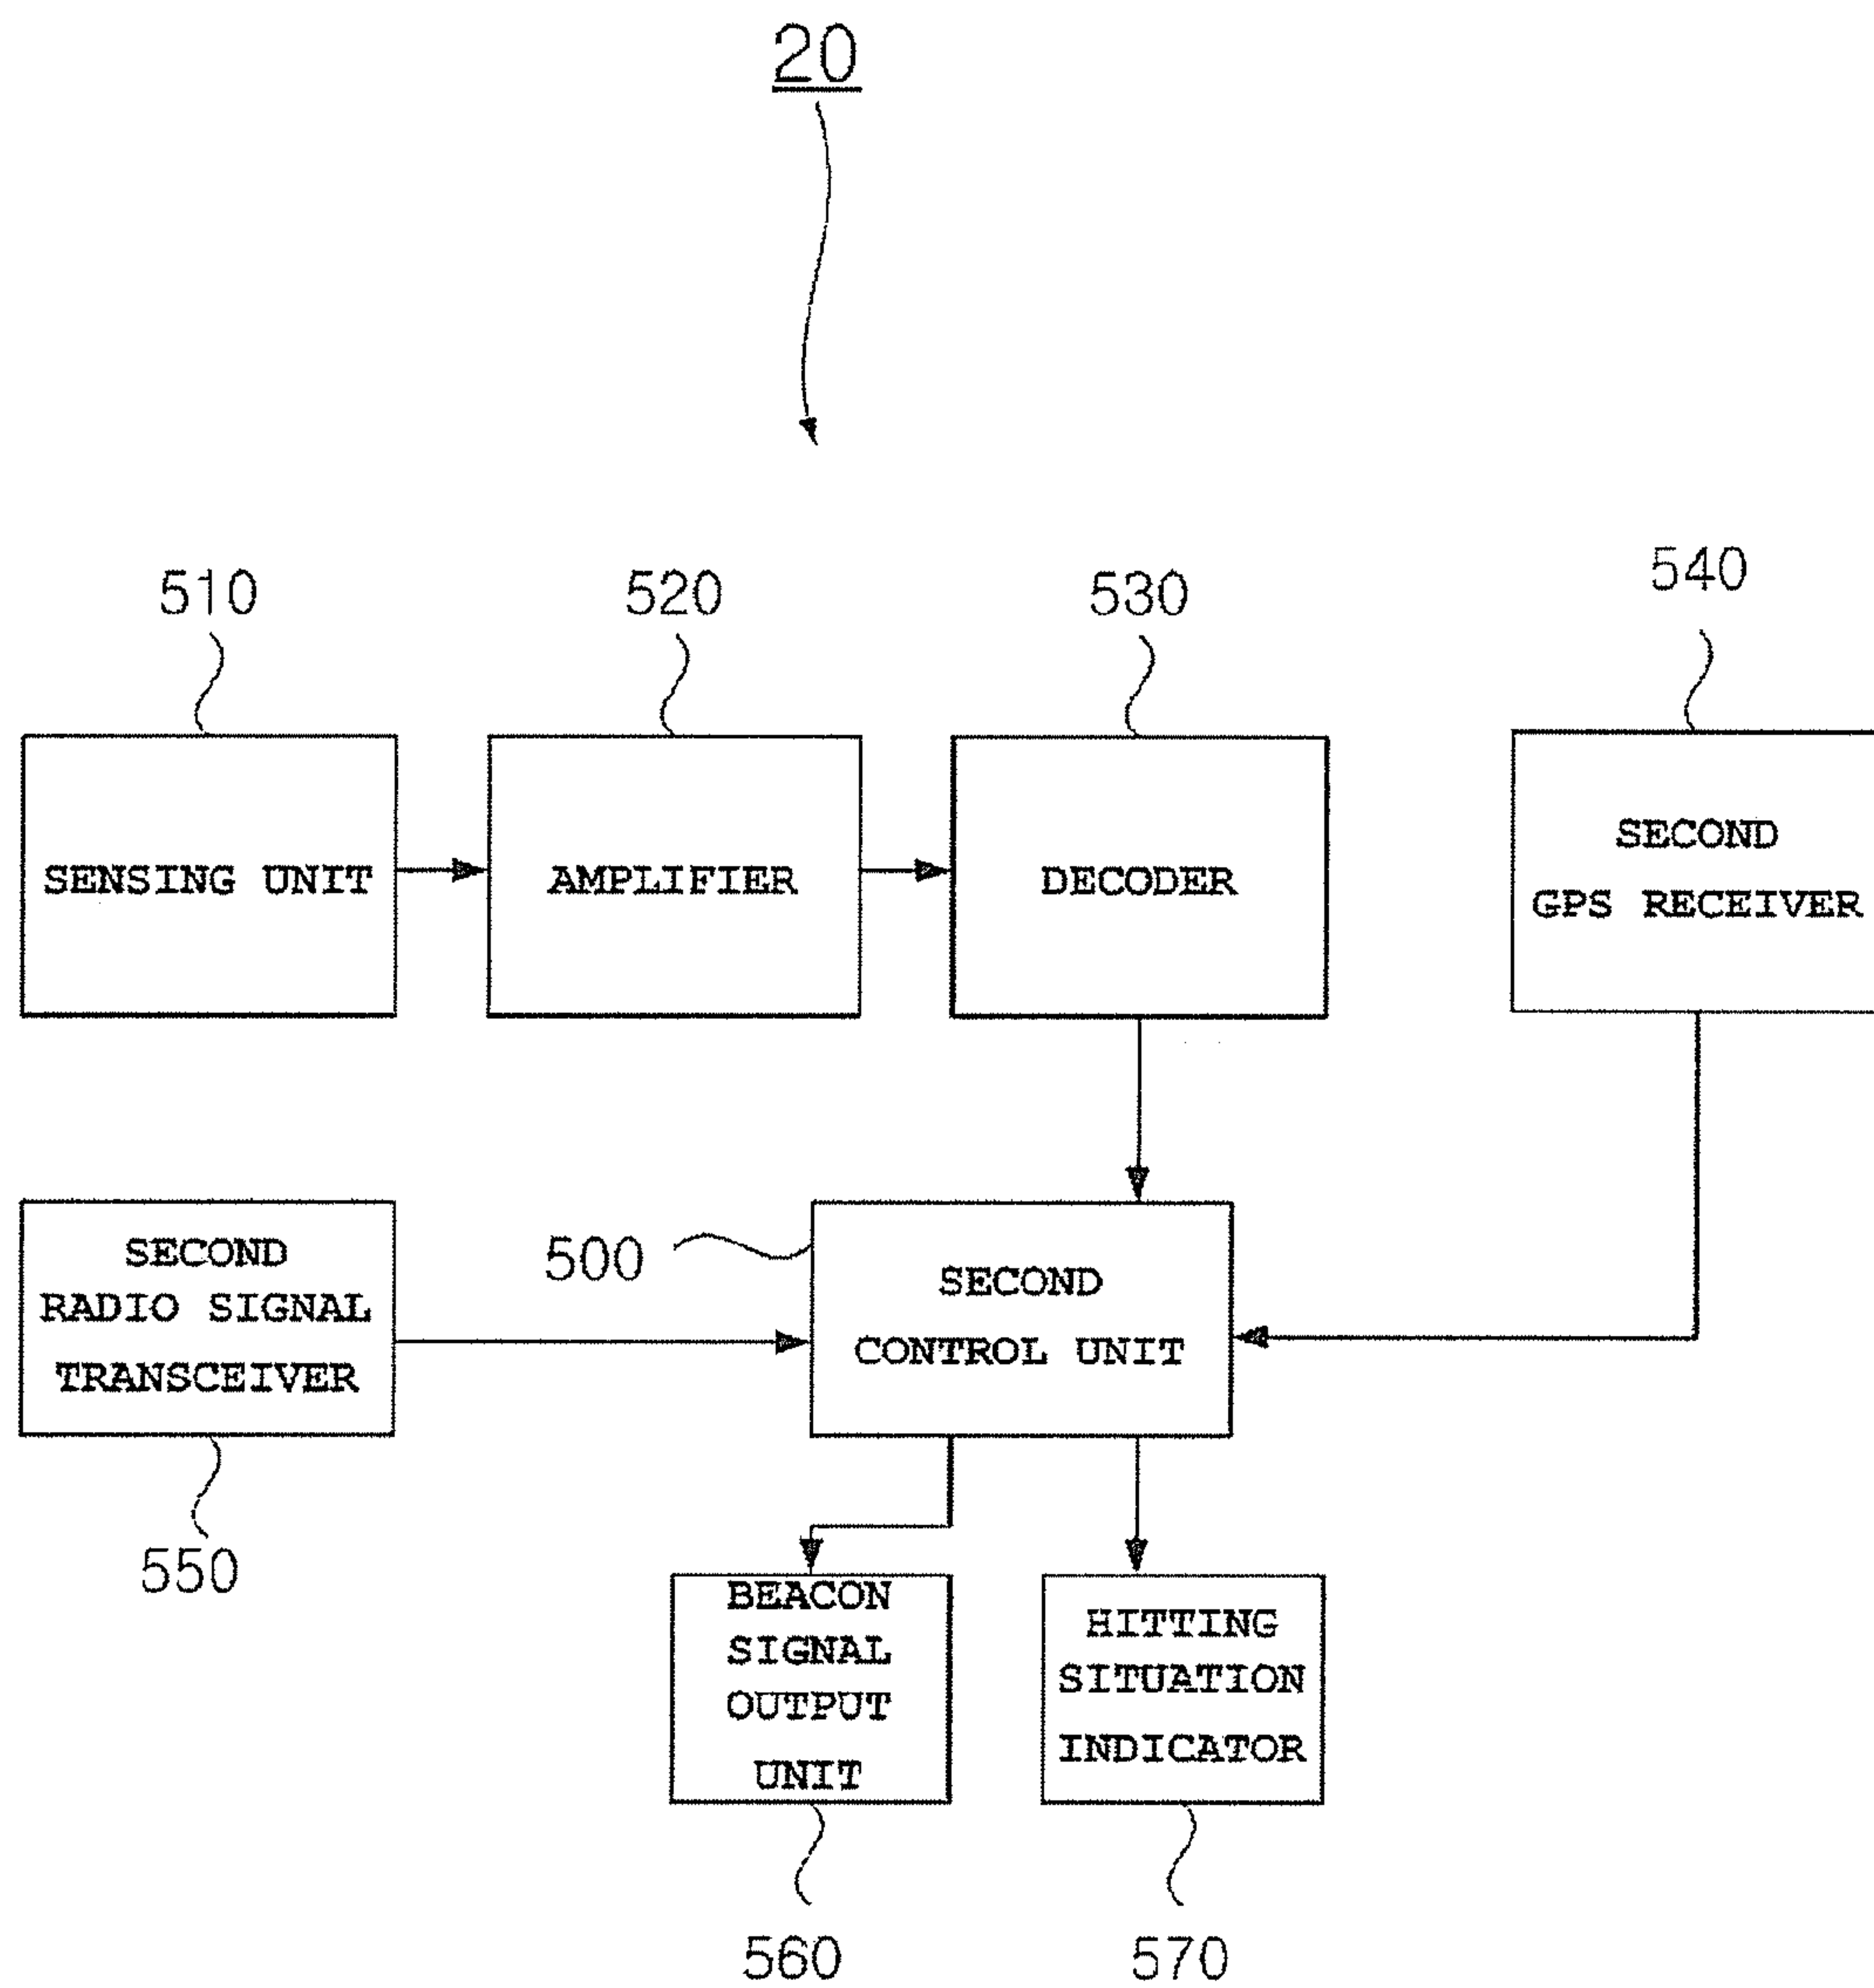 20
510
520
530
540
SENSING UNIT
AMPLIFIER
DECODER
SECOND
GPS RECEIVER
SECOND
RADIO SIGNAL
TRANSCEIVER
550
500
SECOND
CONTROL UNIT
BEACON
SIGNAL
OUTPUT
UNIT
560
HITTING
SITUATION
INDICATOR
570